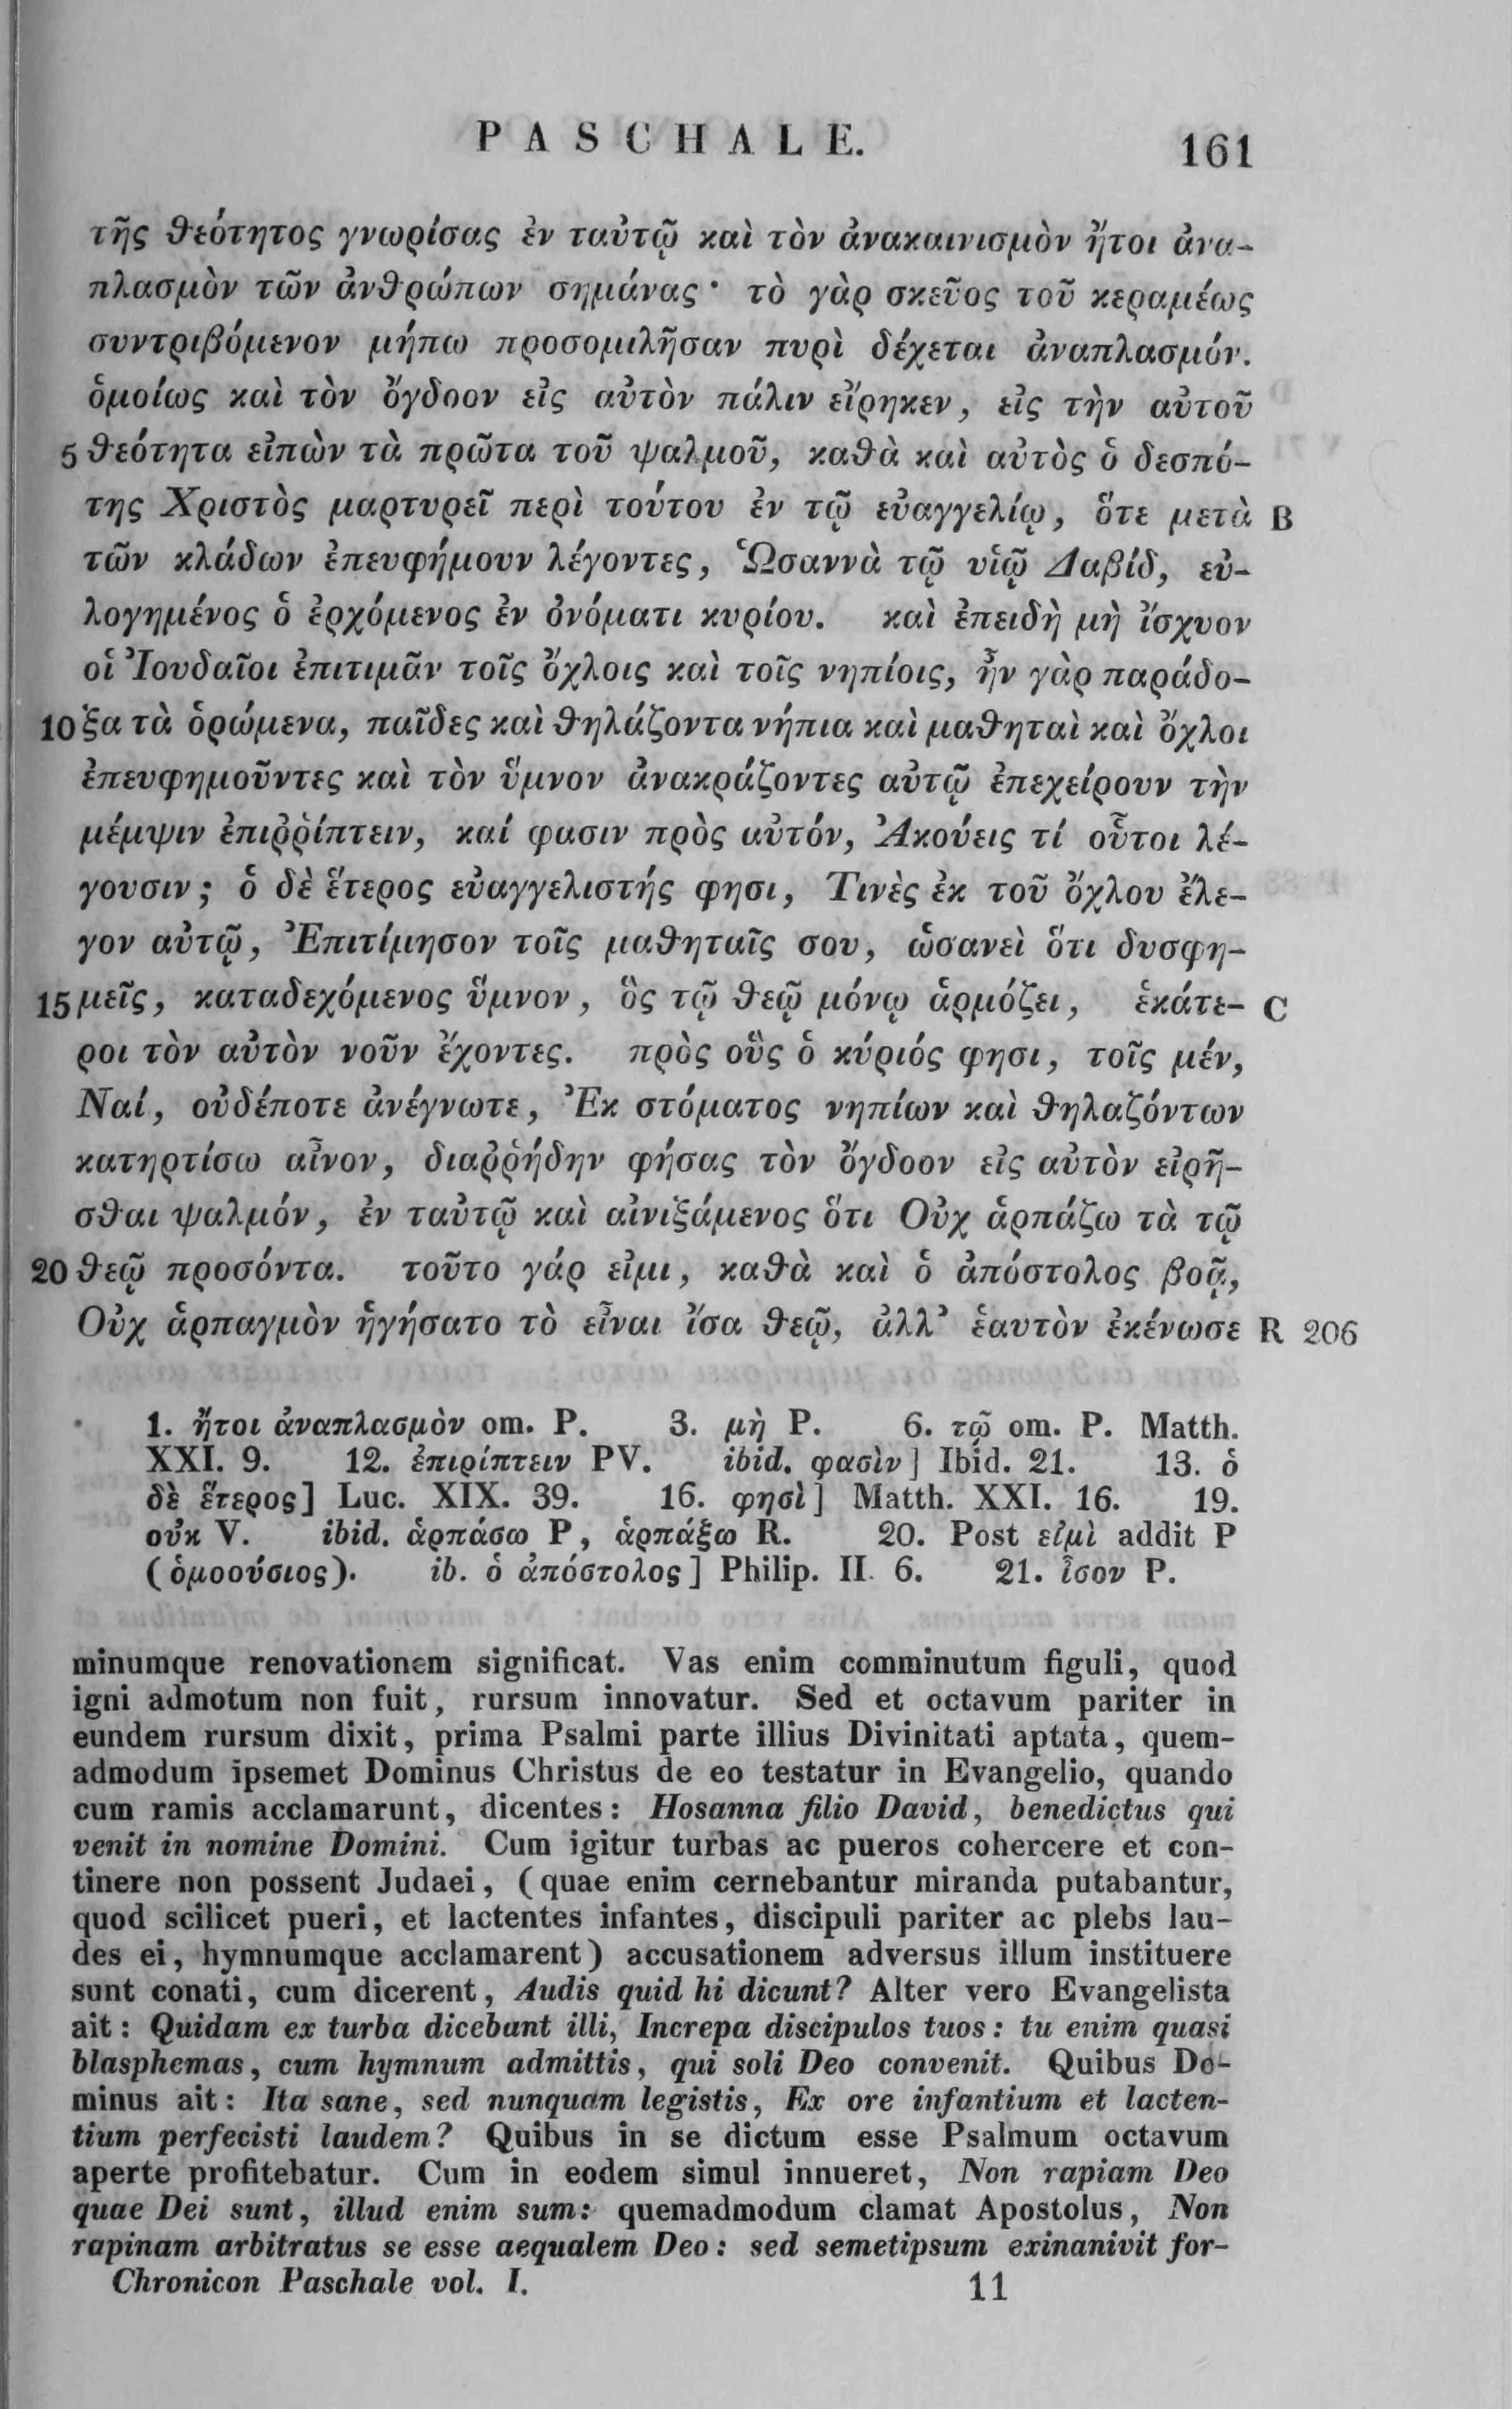 PASCHALE. 161
τῆς θεότητος γνωρίσας ἐν ταὐτῷ καὶ τὸν ἀνακαινισμὸν ἤτοι ἀνα-
πλασμὸν τῶν ἀνθρώπων σημάνας· τὸ γὰρ σκεῦος τοῦ κεραμέως
συντριβόμενον μήπω προσομιλῆσαν πυρὶ δέχεται ἀναπλασμόν.
ὁμοίως καὶ τὸν ὄγδοον εἰς αὐτὸν πάλιν εἴρηκεν, εἰς τὴν αὐτοῦ
5 θεότητα εἰπὼν τὰ πρῶτα τοῦ ψαλμοῦ, καθὰ καὶ αὐτὸς ὁ δεσπό-
της Χριστὸς μαρτυρεῖ περὶ τούτου ἐν τῷ εὐαγγελίῳ, ὅτε μετὰ B
τῶν κλάδων ἐπευφήμουν λέγοντες, Ὡσαννὰ τῷ υἱῷ Δαβίδ, εὐ-
λογημένος ὁ ἐρχόμενος ἐν ὀνόματι κυρίου. καὶ ἐπειδὴ μὴ ἴσχυον
οἱ Ἰουδαῖοι ἐπιτιμᾶν τοῖς ὄχλοις καὶ τοῖς νηπίοις, ἦν γὰρ παράδο-
10 ξα τὰ ὁρώμενα, παῖδες καὶ θηλάζοντα νήπια καὶ μαθηταὶ καὶ ὄχλοι
ἐπευφημοῦντες καὶ τὸν ὕμνον ἀνακράζοντες αὐτῷ ἐπεχείρουν τὴν
μέμψιν ἐπιῤῥίπτειν, καί φασιν πρὸς αὐτόν, Ἀκούεις τί οὗτοι λέ-
γουσιν; ὁ δὲ ἕτερος εὐαγγελιστής φησι, Τινὲς ἐκ τοῦ ὄχλου ἔλε-
γον αὐτῷ, Ἐπιτίμησον τοῖς μαθηταῖς σου, ὡσανεὶ ὅτι δυσφη-
15 μεῖς, καταδεχόμενος ὕμνον, ὃς τῷ θεῷ μόνῳ ἁρμόζει, ἑκάτε- C
ροι τὸν αὐτὸν νοῦν ἔχοντες. πρὸς οὓς ὁ κύριός φησι, τοῖς μέν,
Ναί, οὐδέποτε ἀνέγνωτε, Ἐκ στόματος νηπίων καὶ θηλαζόντων
κατηρτίσω αἶνον, διαῤῥήδην φήσας τὸν ὄγδοον εἰς αὐτὸν εἰρῆ-
σθαι ψαλμόν, ἐν ταὐτῷ καὶ αἰνιξάμενος ὅτι Οὐχ ἁρπάζω τὰ τῷ
20 θεῷ προσόντα. τοῦτο γάρ εἰμι, καθὰ καὶ ὁ ἀπόστολος βοᾷ,
Οὐχ ἁρπαγμὸν ἡγήσατο τὸ εἶναι ἴσα θεῷ, ἀλλ' ἑαυτὸν ἐκένωσε R 206
1. ἤτοι ἀναπλασμὸν om. P. 3. μὴ P. 6. τῷ om. P. Matth.
XXI. 9. 12. ἐπιρίπτειν PV. ibid. φασὶν] Ibid. 21. 13. ὁ
δὲ ἕτερος] Luc. XIX. 39. 16. φησὶ] Matth. XXI. 16. 19.
οὐκ V. ibid. ἁρπάσω P, ἁρπάξω R. 20. Post εἰμὶ addit P
(ὁμοούσιος). ib. ὁ ἀπόστολος] Philip. II. 6. 21. ἶσον P.
minumque renovationem significat. Vas enim comminutum figuli, quod
igni admotum non fuit, rursum innovatur. Sed et octavum pariter in
eundem rursum dixit, prima Psalmi parte illius Divinitati aptata, quem-
admodum ipsemet Dominus Christus de eo testatur in Evangelio, quando
cum ramis acclamarunt, dicentes: Hosanna filio David, benedictus qui
venit in nomine Domini. Cum igitur turbas ac pueros cohercere et con-
tinere non possent Judaei, (quae enim cernebantur miranda putabantur,
quod scilicet pueri, et lactentes infantes, discipuli pariter ac plebs lau-
des ei, hymnumque acclamarent) accusationem adversus illum instituere
sunt conati, cum dicerent, Audis quid hi dicunt? Alter vero Evangelista
ait: Quidam ex turba dicebant illi, Increpa discipulos tuos: tu enim quasi
blasphemas, cum hymnum admittis, qui soli Deo convenit. Quibus Do-
minus ait: Ita sane, sed nunquam legistis, Ex ore infantium et lacten-
tium perfecisti laudem? Quibus in se dictum esse Psalmum octavum
aperte profitebatur. Cum in eodem simul innueret, Non rapiam Deo
quae Dei sunt, illud enim sum: quemadmodum clamat Apostolus, Non
rapinam arbitratus se esse aequalem Deo: sed semetipsum exinanivit for-
Chronicon Paschale vol. I. 11